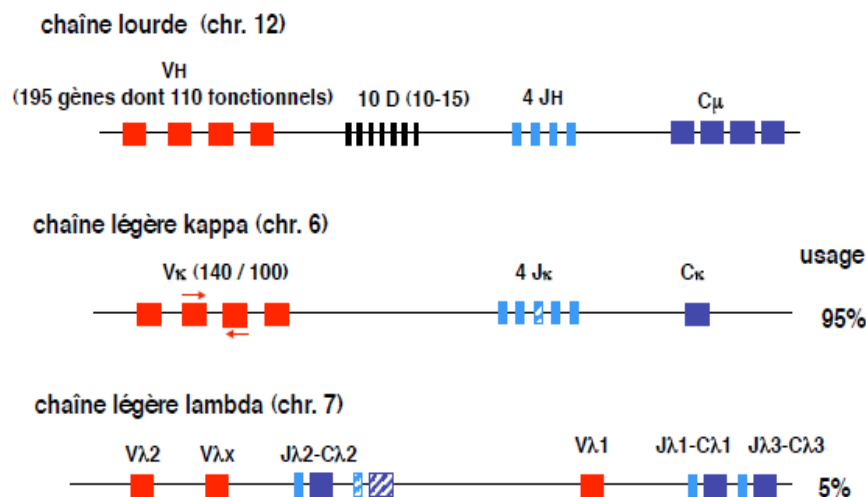 chaîne lourde (chr. 12)
VH
(195 gènes dont 110 fonctionnels) 10 D (10-15) 4 JH Cμ
chaîne légère kappa (chr. 6)
usage
Vκ (140 / 100) 4 Jκ Cκ
95%
chaîne légère lambda (chr. 7)
Vλ2 Vλx Jλ2-Cλ2 Vλ1 Jλ1-Cλ1 Jλ3-Cλ3
5%